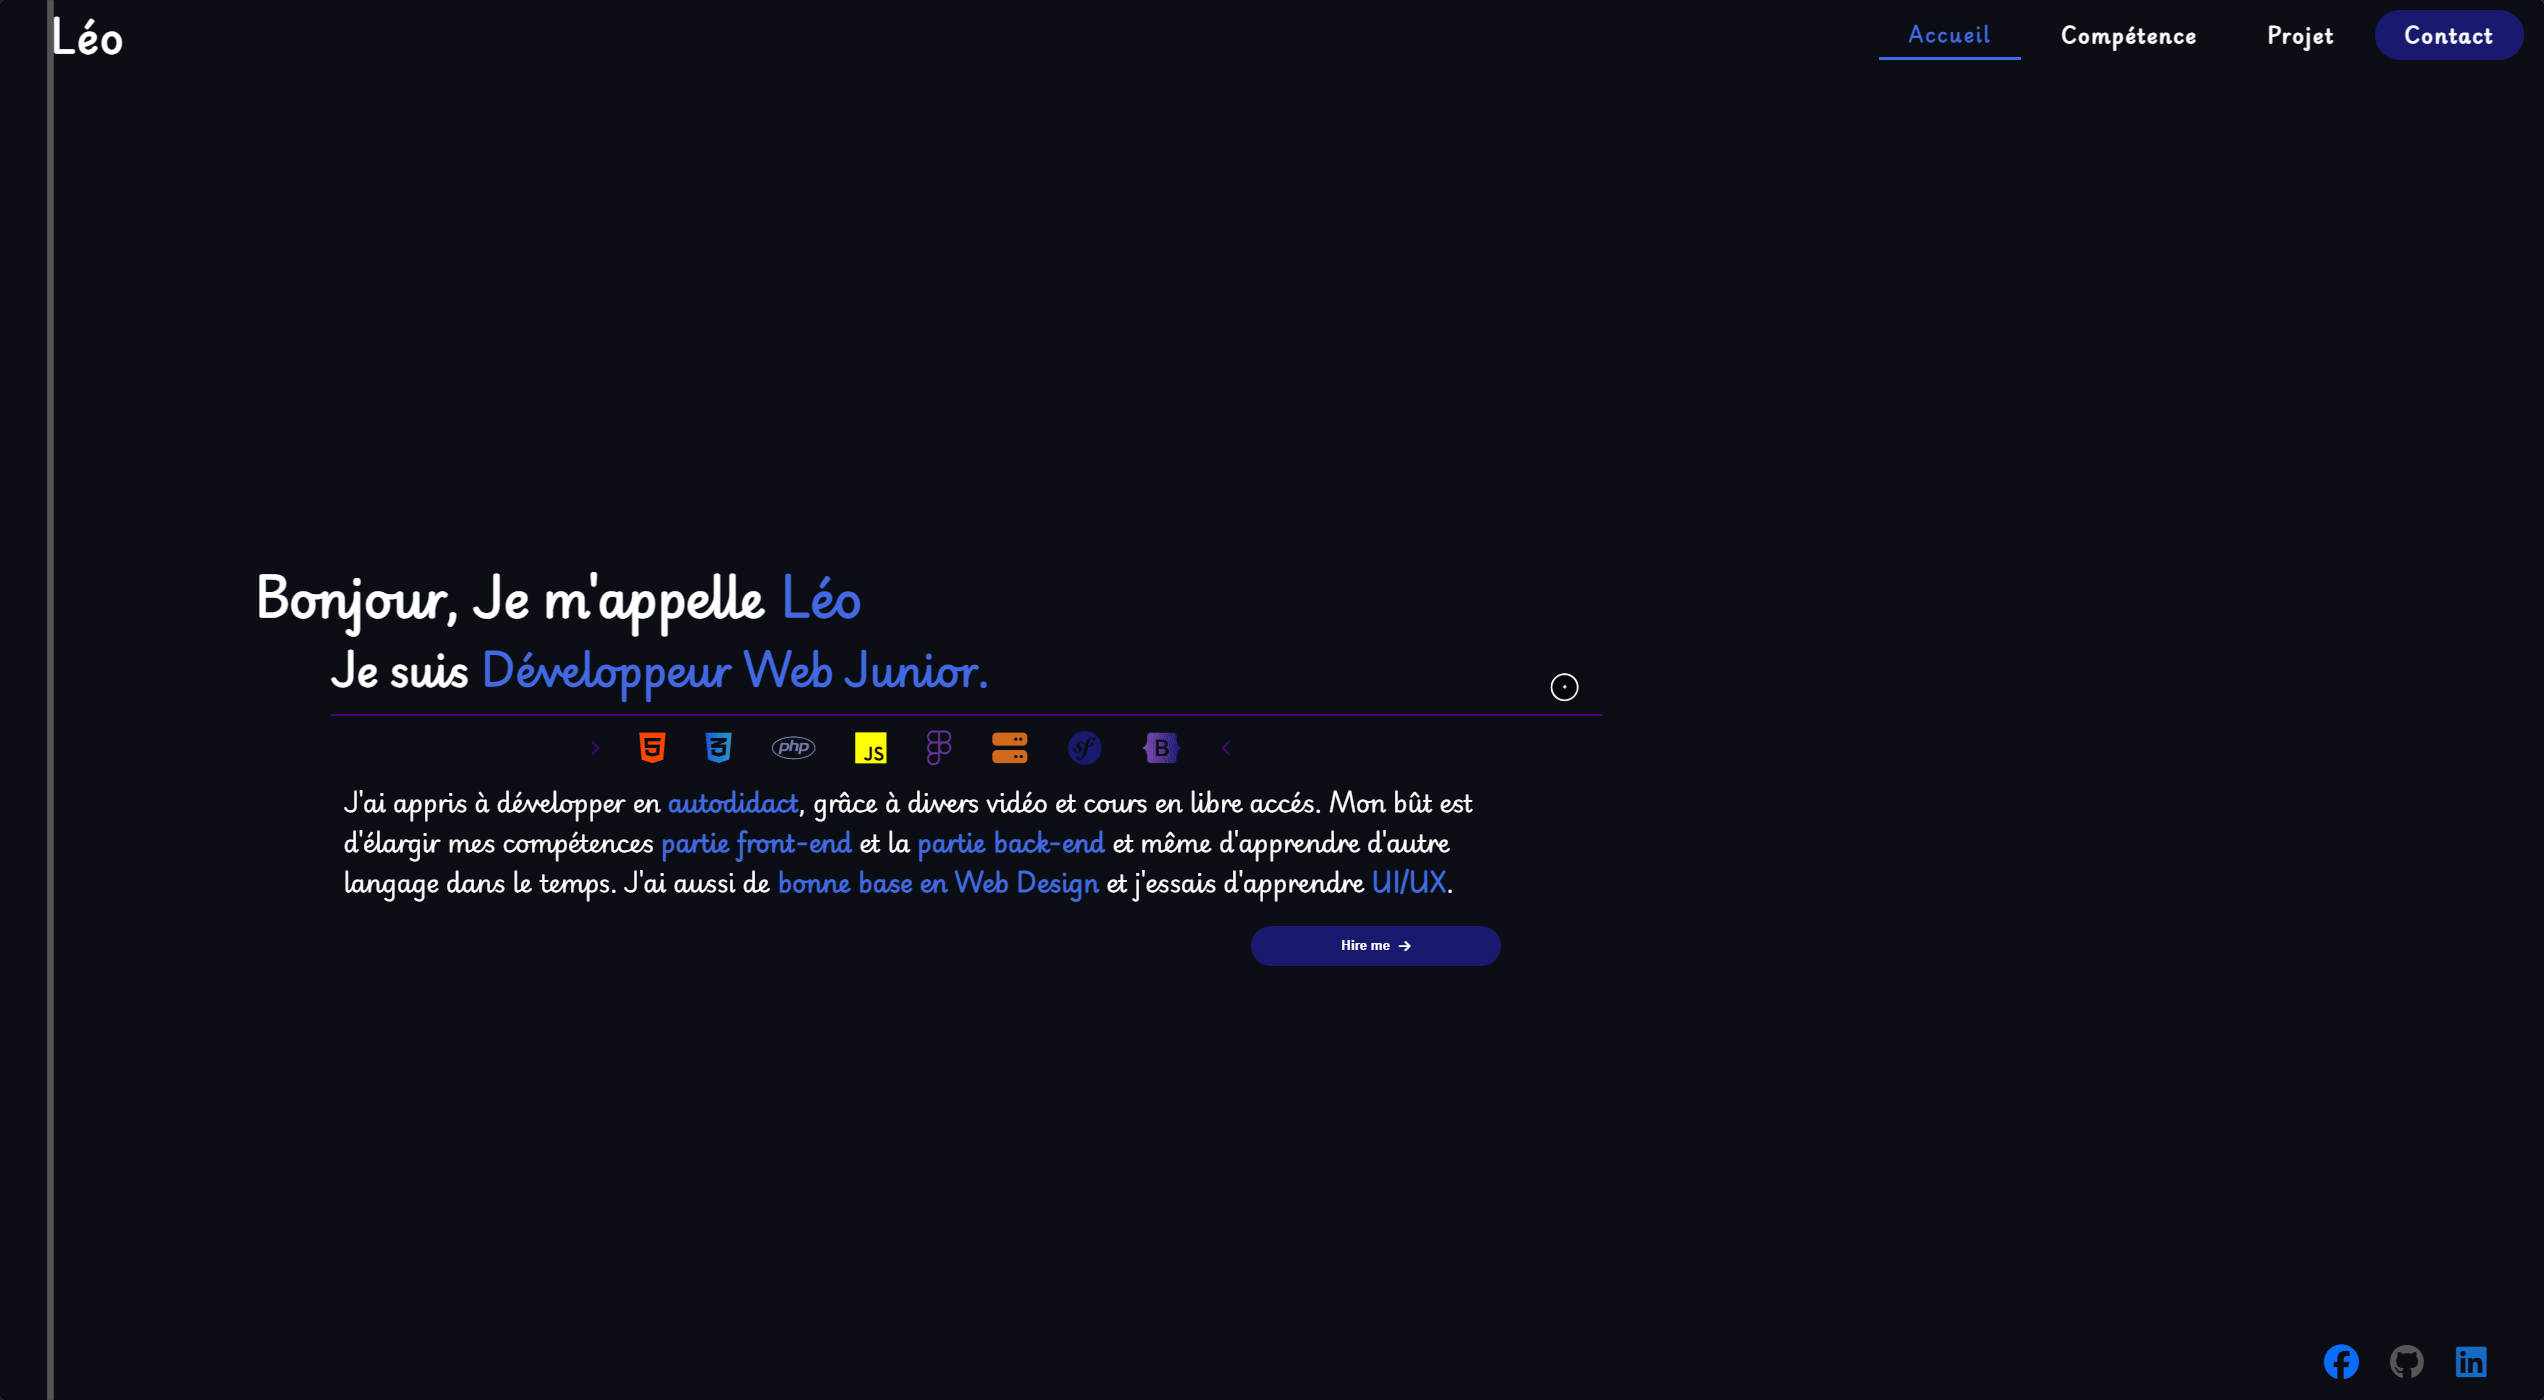 Léo
Accueil Compétence Projet Contact
Bonjour, Je m'appelle Léo
Je suis Développeur Web Junior.
php JS sf B
J'ai appris à développer en autodidact, grâce à divers vidéo et cours en libre accés. Mon bût est
d'élargir mes compétences partie front-end et la partie back-end et même d'apprendre d'autre
langage dans le temps. J'ai aussi de bonne base en Web Design et j'essais d'apprendre UI/UX.
Hire me →
in